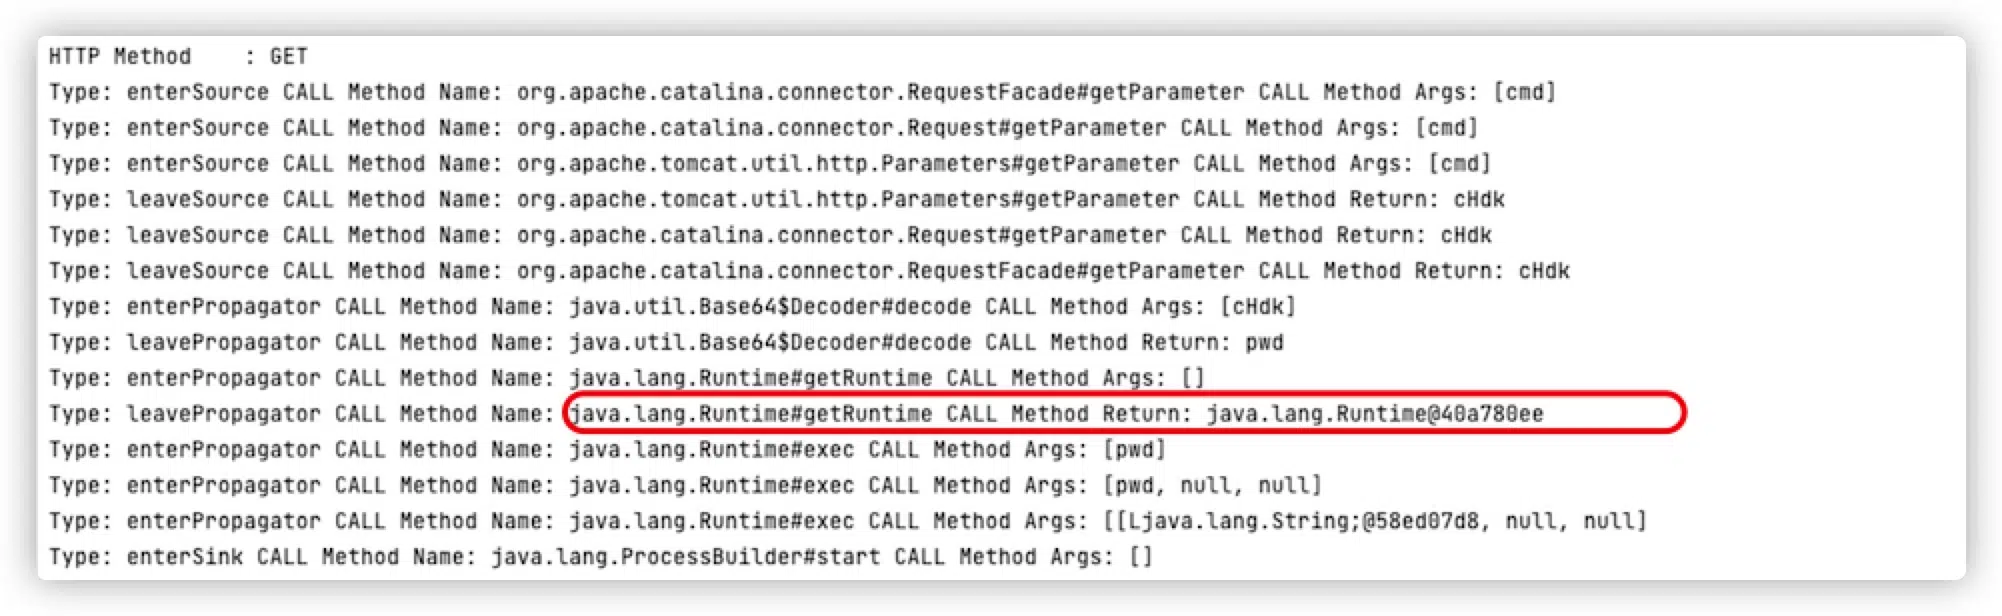 HTTP Method    : GET
Type: enterSource CALL Method Name: org.apache.catalina.connector.RequestFacade#getParameter CALL Method Args: [cmd]
Type: enterSource CALL Method Name: org.apache.catalina.connector.Request#getParameter CALL Method Args: [cmd]
Type: enterSource CALL Method Name: org.apache.tomcat.util.http.Parameters#getParameter CALL Method Args: [cmd]
Type: leaveSource CALL Method Name: org.apache.tomcat.util.http.Parameters#getParameter CALL Method Return: cHdk
Type: leaveSource CALL Method Name: org.apache.catalina.connector.Request#getParameter CALL Method Return: cHdk
Type: leaveSource CALL Method Name: org.apache.catalina.connector.RequestFacade#getParameter CALL Method Return: cHdk
Type: enterPropagator CALL Method Name: java.util.Base64$Decoder#decode CALL Method Args: [cHdk]
Type: leavePropagator CALL Method Name: java.util.Base64$Decoder#decode CALL Method Return: pwd
Type: enterPropagator CALL Method Name: java.lang.Runtime#getRuntime CALL Method Args: []
Type: leavePropagator CALL Method Name: java.lang.Runtime#getRuntime CALL Method Return: java.lang.Runtime@40a780ee
Type: enterPropagator CALL Method Name: java.lang.Runtime#exec CALL Method Args: [pwd]
Type: enterPropagator CALL Method Name: java.lang.Runtime#exec CALL Method Args: [pwd, null, null]
Type: enterPropagator CALL Method Name: java.lang.Runtime#exec CALL Method Args: [[Ljava.lang.String;@58ed07d8, null, null]
Type: enterSink CALL Method Name: java.lang.ProcessBuilder#start CALL Method Args: []